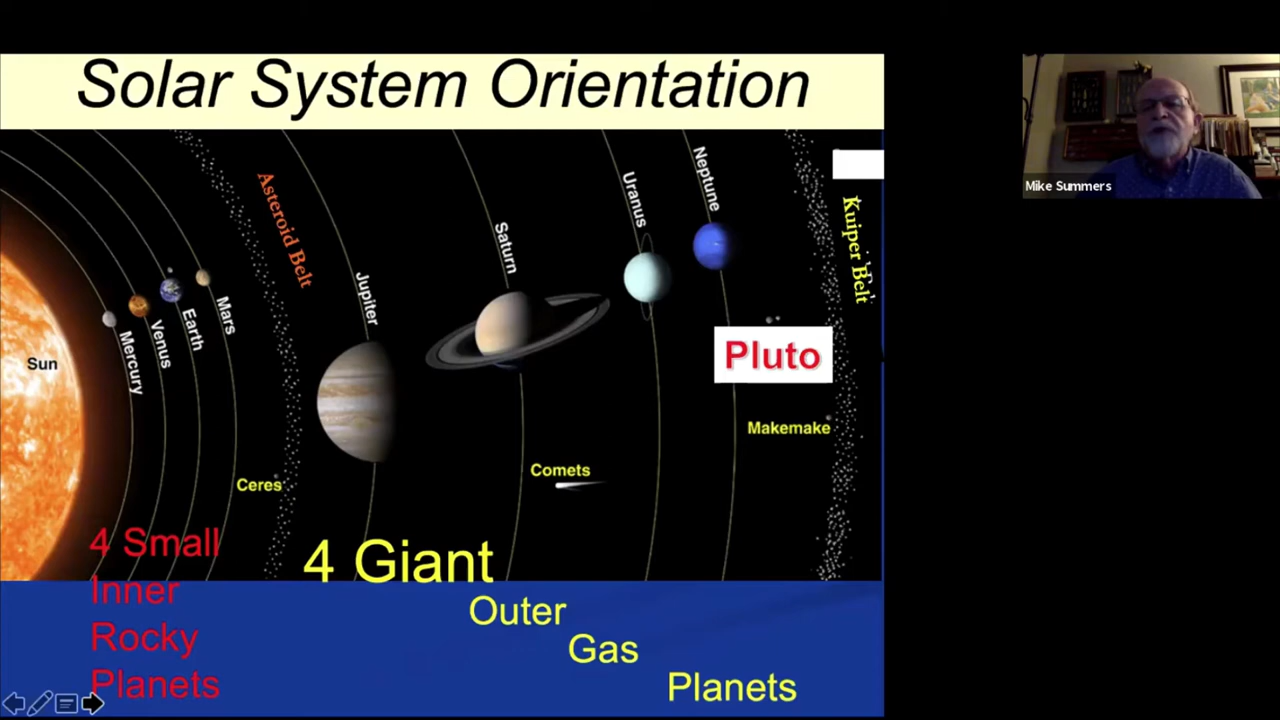 Solar System Orientation
Sun
Mercury
Venus
Earth
Mars
Ceres
Asteroid Belt
Jupiter
Saturn
Comets
Uranus
Neptune
Pluto
Makemake
Kuiper Belt
4 Small
Inner
Rocky
Planets
4 Giant
Outer
Gas
Planets
Mike Summers